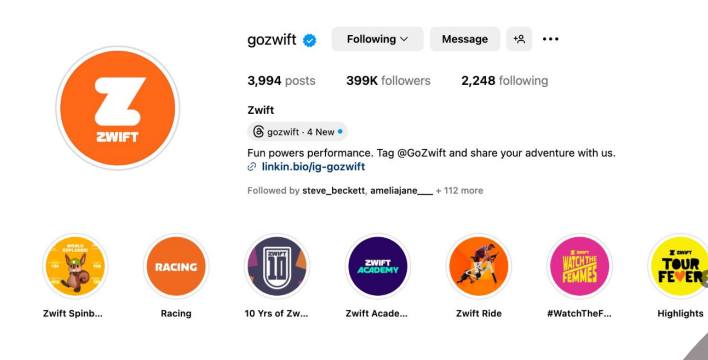 gozwift
Following
Message
3,994 posts
399K followers
2,248 following
ZWIFT
Zwift
gozwift · 4 New
Fun powers performance. Tag @GoZwift and share your adventure with us.
linkin.bio/ig-gozwift
Followed by steve_beckett, ameliajane___ + 112 more
WORLD
EXPLORER
RACING
ZWIFT
10
ZWIFT
ACADEMY
ZWIFT
WATCH THE
FEMMES
Z ZWIFT
TOUR
FEVER
Zwift Spinb...
Racing
10 Yrs of Zw...
Zwift Acade...
Zwift Ride
#WatchTheF...
Highlights